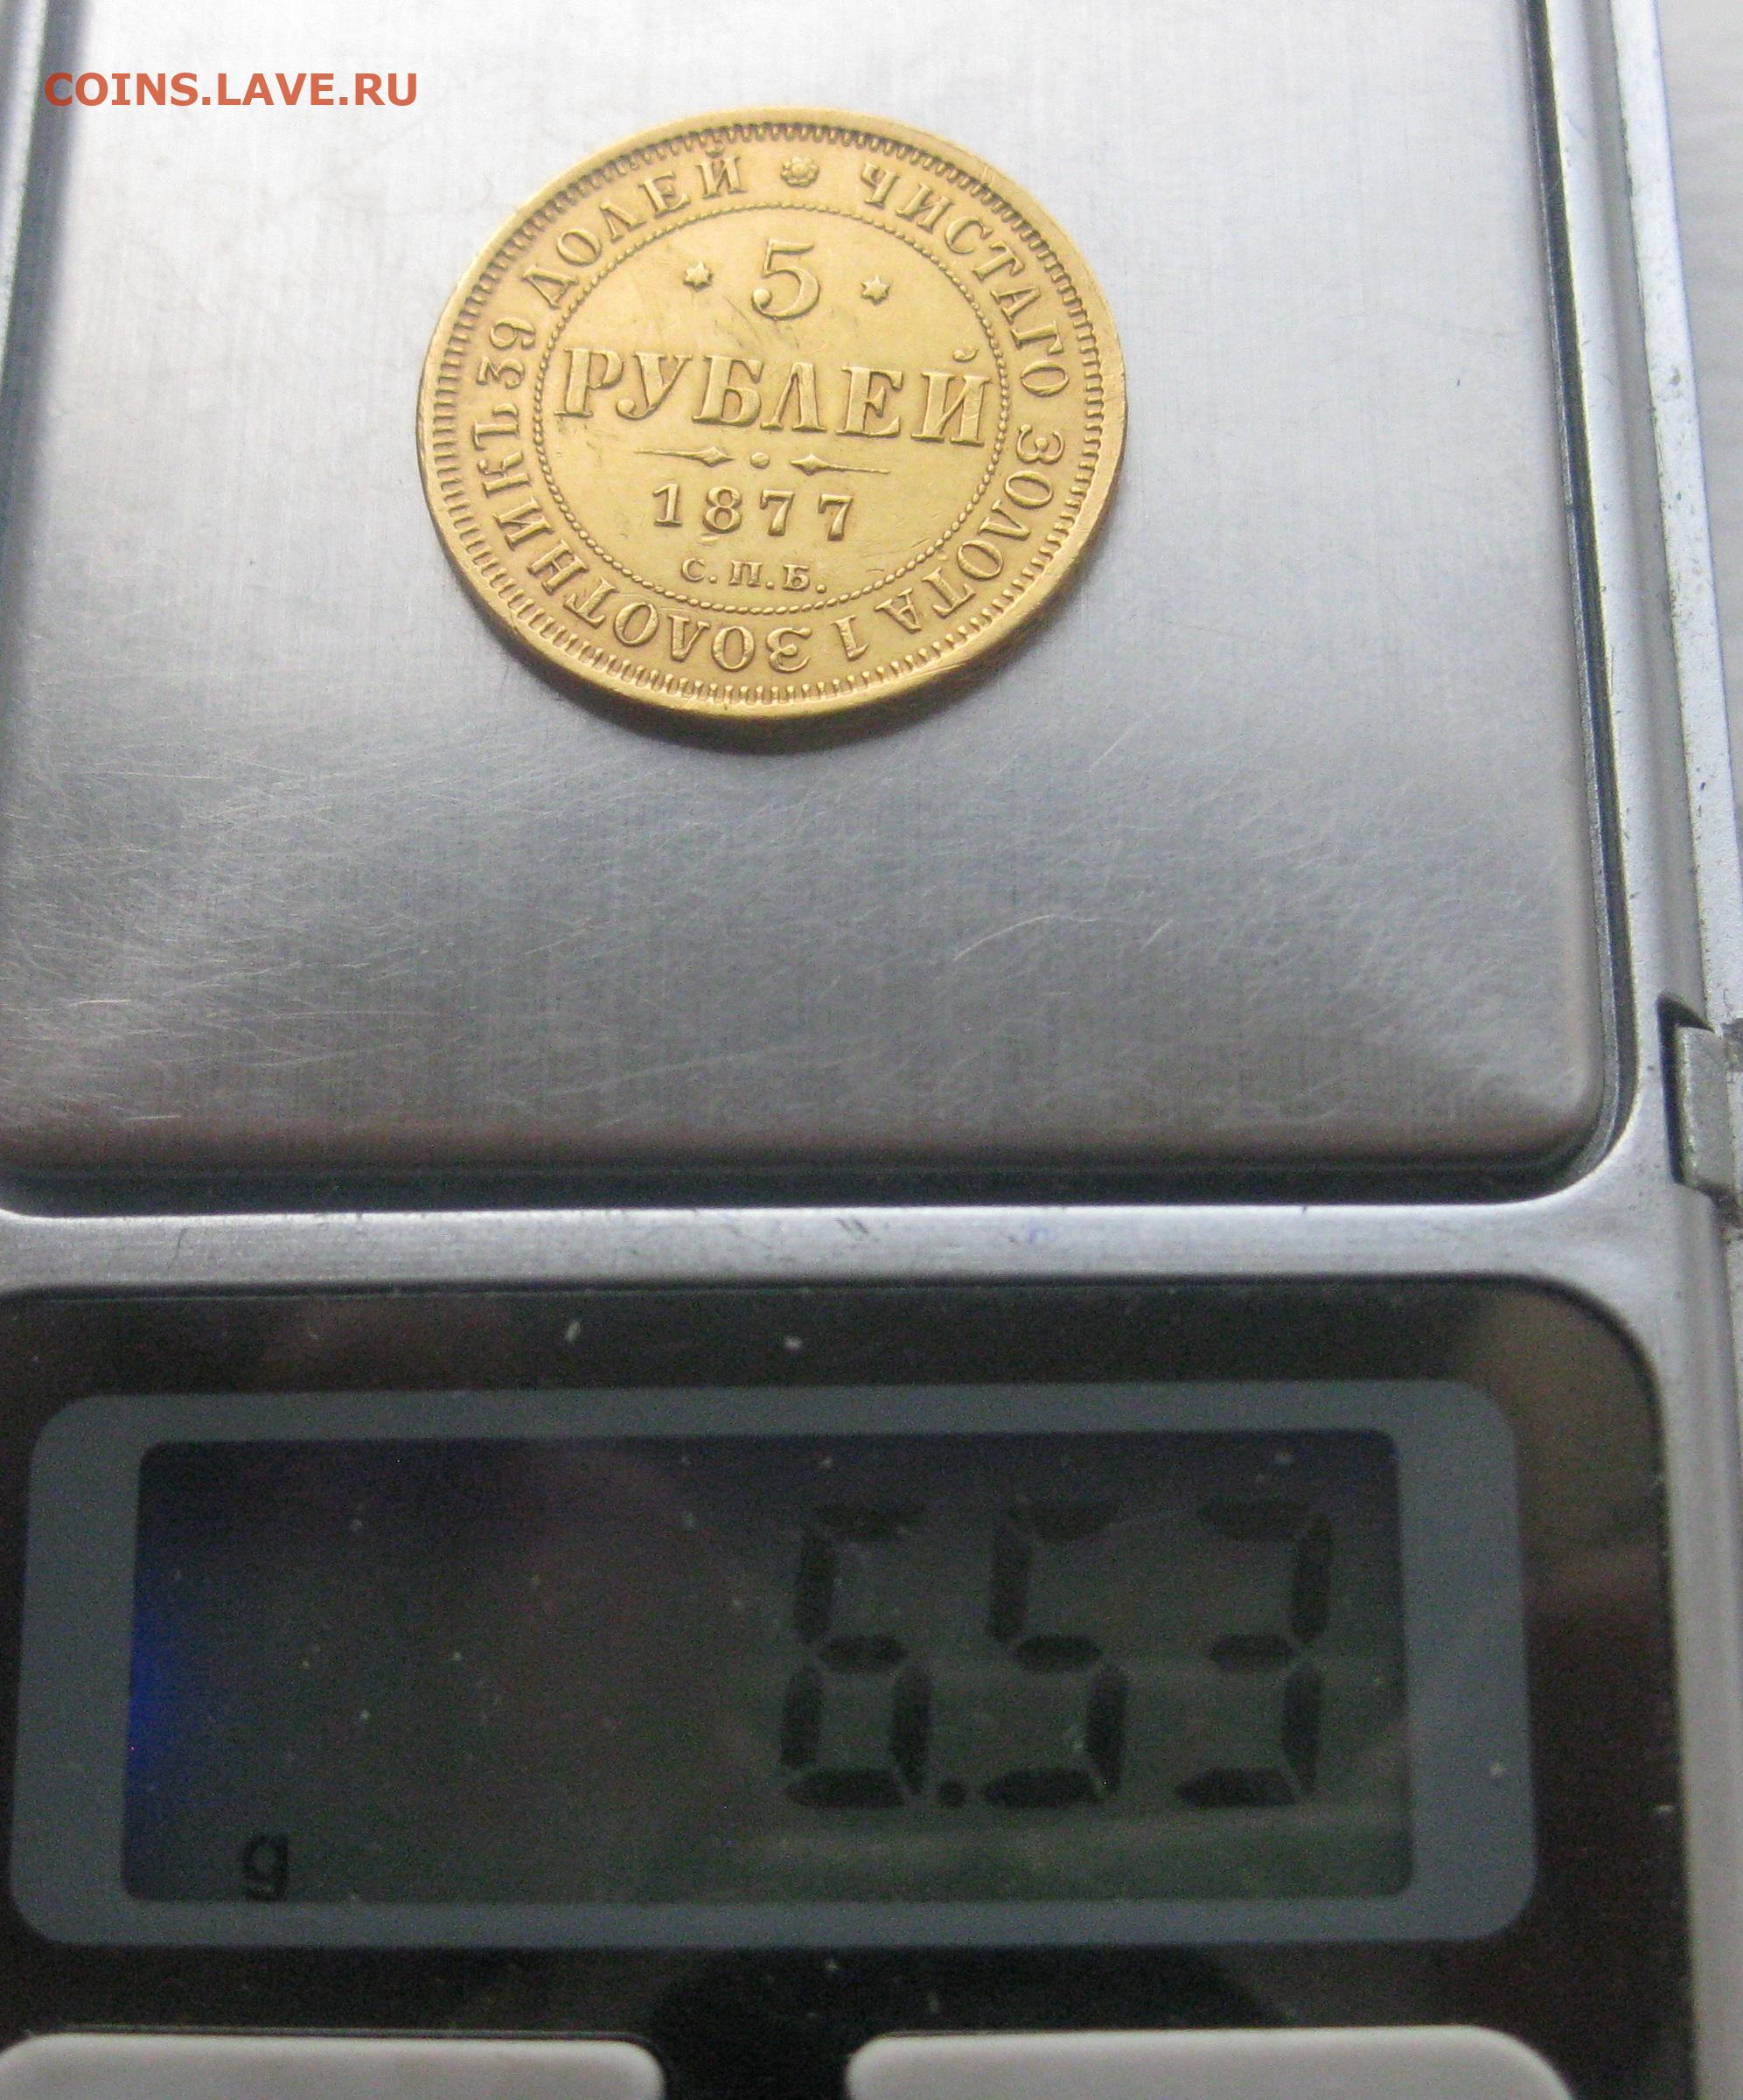 COINS.LAVE.RU
ЧИСТАГО ЗОЛОТА 1 ЗОЛОТНИКЪ 39 ДОЛЕЙ
5
РУБЛЕЙ
1877
С.П.Б.
6.53
g